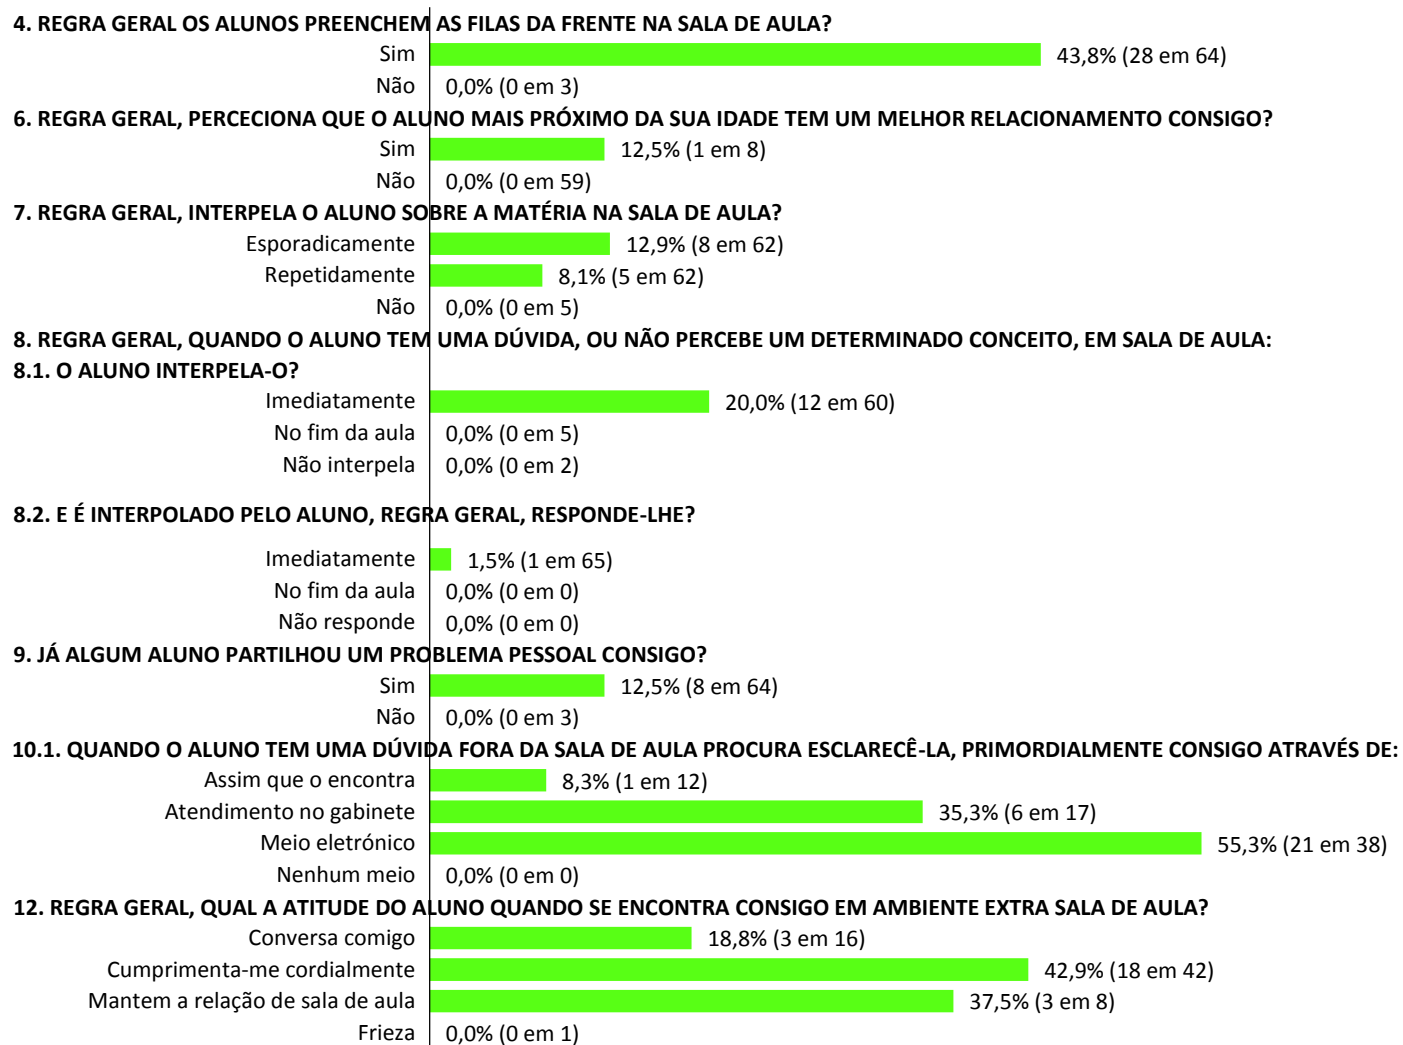 4. REGRA GERAL OS ALUNOS PREENCHEM AS FILAS DA FRENTE NA SALA DE AULA?
Sim 43,8% (28 em 64)
Não 0,0% (0 em 3)
6. REGRA GERAL, PERCECIONA QUE O ALUNO MAIS PRÓXIMO DA SUA IDADE TEM UM MELHOR RELACIONAMENTO CONSIGO?
Sim 12,5% (1 em 8)
Não 0,0% (0 em 59)
7. REGRA GERAL, INTERPELA O ALUNO SOBRE A MATÉRIA NA SALA DE AULA?
Esporadicamente 12,9% (8 em 62)
Repetidamente 8,1% (5 em 62)
Não 0,0% (0 em 5)
8. REGRA GERAL, QUANDO O ALUNO TEM UMA DÚVIDA, OU NÃO PERCEBE UM DETERMINADO CONCEITO, EM SALA DE AULA:
8.1. O ALUNO INTERPELA-O?
Imediatamente 20,0% (12 em 60)
No fim da aula 0,0% (0 em 5)
Não interpela 0,0% (0 em 2)
8.2. E É INTERPOLADO PELO ALUNO, REGRA GERAL, RESPONDE-LHE?
Imediatamente 1,5% (1 em 65)
No fim da aula 0,0% (0 em 0)
Não responde 0,0% (0 em 0)
9. JÁ ALGUM ALUNO PARTILHOU UM PROBLEMA PESSOAL CONSIGO?
Sim 12,5% (8 em 64)
Não 0,0% (0 em 3)
10.1. QUANDO O ALUNO TEM UMA DÚVIDA FORA DA SALA DE AULA PROCURA ESCLARECÊ-LA, PRIMORDIALMENTE CONSIGO ATRAVÉS DE:
Assim que o encontra 8,3% (1 em 12)
Atendimento no gabinete 35,3% (6 em 17)
Meio eletrónico 55,3% (21 em 38)
Nenhum meio 0,0% (0 em 0)
12. REGRA GERAL, QUAL A ATITUDE DO ALUNO QUANDO SE ENCONTRA CONSIGO EM AMBIENTE EXTRA SALA DE AULA?
Conversa comigo 18,8% (3 em 16)
Cumprimenta-me cordialmente 42,9% (18 em 42)
Mantem a relação de sala de aula 37,5% (3 em 8)
Frieza 0,0% (0 em 1)